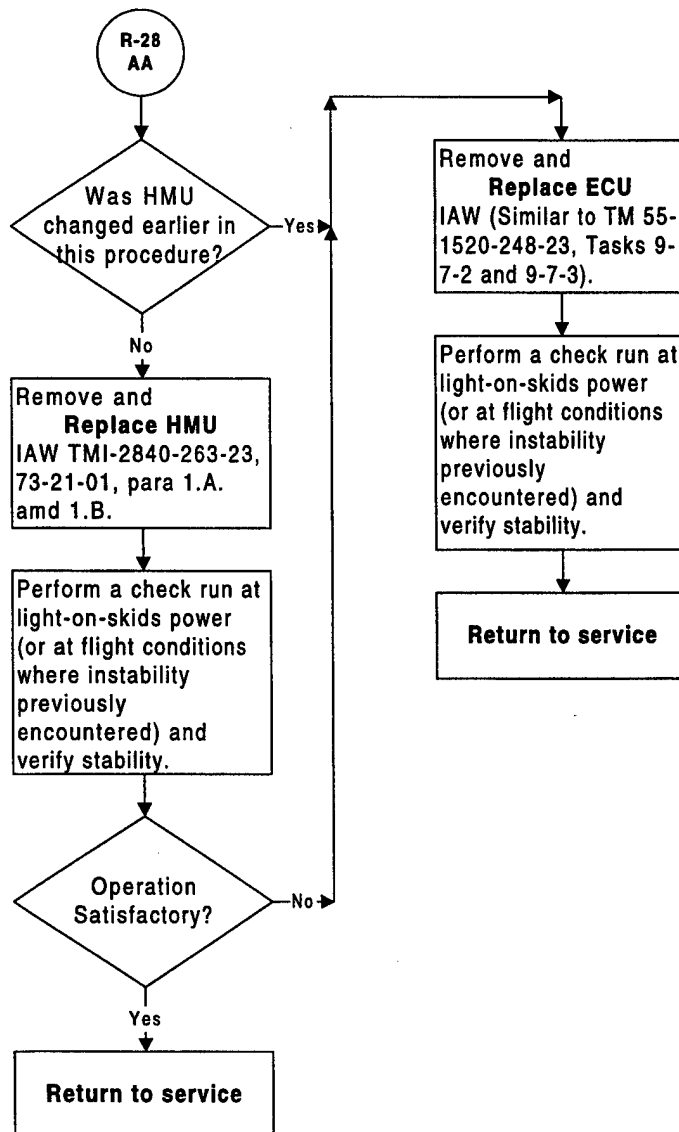 R-28
AA
Was HMU
changed earlier in
this procedure?
Yes
No
Remove and
Replace HMU
IAW TMI-2840-263-23,
73-21-01, para 1.A.
amd 1.B.
Perform a check run at
light-on-skids power
(or at flight conditions
where instability
previously
encountered) and
verify stability.
Operation
Satisfactory?
No
Yes
Return to service
Remove and
Replace ECU
IAW (Similar to TM 55-
1520-248-23, Tasks 9-
7-2 and 9-7-3).
Perform a check run at
light-on-skids power
(or at flight conditions
where instability
previously
encountered) and
verify stability.
Return to service